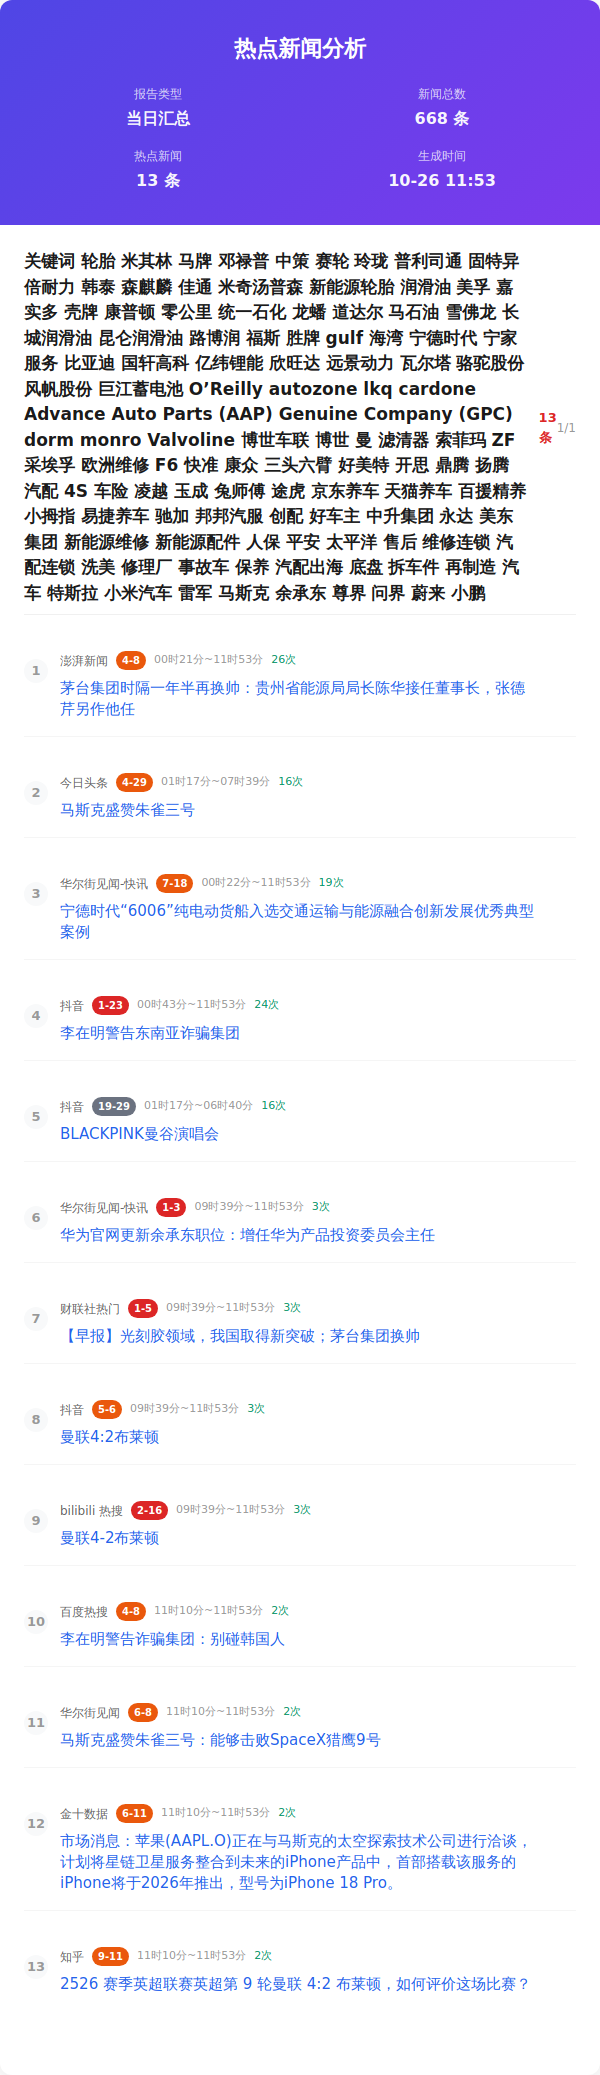 热点新闻分析
报告类型
当日汇总
新闻总数
668 条
热点新闻
13 条
生成时间
10-26 11:53
关键词 轮胎 米其林 马牌 邓禄普 中策 赛轮 玲珑 普利司通 固特异
倍耐力 韩泰 森麒麟 佳通 米奇汤普森 新能源轮胎 润滑油 美孚 嘉
实多 壳牌 康普顿 零公里 统一石化 龙蟠 道达尔 马石油 雪佛龙 长
城润滑油 昆仑润滑油 路博润 福斯 胜牌 gulf 海湾 宁德时代 宁家
服务 比亚迪 国轩高科 亿纬锂能 欣旺达 远景动力 瓦尔塔 骆驼股份
风帆股份 巨江蓄电池 O’Reilly autozone lkq cardone
Advance Auto Parts (AAP) Genuine Company (GPC)
dorm monro Valvoline 博世车联 博世 曼 滤清器 索菲玛 ZF
采埃孚 欧洲维修 F6 快准 康众 三头六臂 好美特 开思 鼎腾 扬腾
汽配 4S 车险 凌越 玉成 兔师傅 途虎 京东养车 天猫养车 百援精养
小拇指 易捷养车 驰加 邦邦汽服 创配 好车主 中升集团 永达 美东
集团 新能源维修 新能源配件 人保 平安 太平洋 售后 维修连锁 汽
配连锁 洗美 修理厂 事故车 保养 汽配出海 底盘 拆车件 再制造 汽
车 特斯拉 小米汽车 雷军 马斯克 余承东 尊界 问界 蔚来 小鹏
13
条
1/1
1
澎湃新闻 4-8 00时21分~11时53分 26次
茅台集团时隔一年半再换帅：贵州省能源局局长陈华接任董事长，张德
芹另作他任
2
今日头条 4-29 01时17分~07时39分 16次
马斯克盛赞朱雀三号
3
华尔街见闻-快讯 7-18 00时22分~11时53分 19次
宁德时代“6006”纯电动货船入选交通运输与能源融合创新发展优秀典型
案例
4
抖音 1-23 00时43分~11时53分 24次
李在明警告东南亚诈骗集团
5
抖音 19-29 01时17分~06时40分 16次
BLACKPINK曼谷演唱会
6
华尔街见闻-快讯 1-3 09时39分~11时53分 3次
华为官网更新余承东职位：增任华为产品投资委员会主任
7
财联社热门 1-5 09时39分~11时53分 3次
【早报】光刻胶领域，我国取得新突破；茅台集团换帅
8
抖音 5-6 09时39分~11时53分 3次
曼联4:2布莱顿
9
bilibili 热搜 2-16 09时39分~11时53分 3次
曼联4-2布莱顿
10
百度热搜 4-8 11时10分~11时53分 2次
李在明警告诈骗集团：别碰韩国人
11
华尔街见闻 6-8 11时10分~11时53分 2次
马斯克盛赞朱雀三号：能够击败SpaceX猎鹰9号
12
金十数据 6-11 11时10分~11时53分 2次
市场消息：苹果(AAPL.O)正在与马斯克的太空探索技术公司进行洽谈，
计划将星链卫星服务整合到未来的iPhone产品中，首部搭载该服务的
iPhone将于2026年推出，型号为iPhone 18 Pro。
13
知乎 9-11 11时10分~11时53分 2次
2526 赛季英超联赛英超第 9 轮曼联 4:2 布莱顿，如何评价这场比赛？